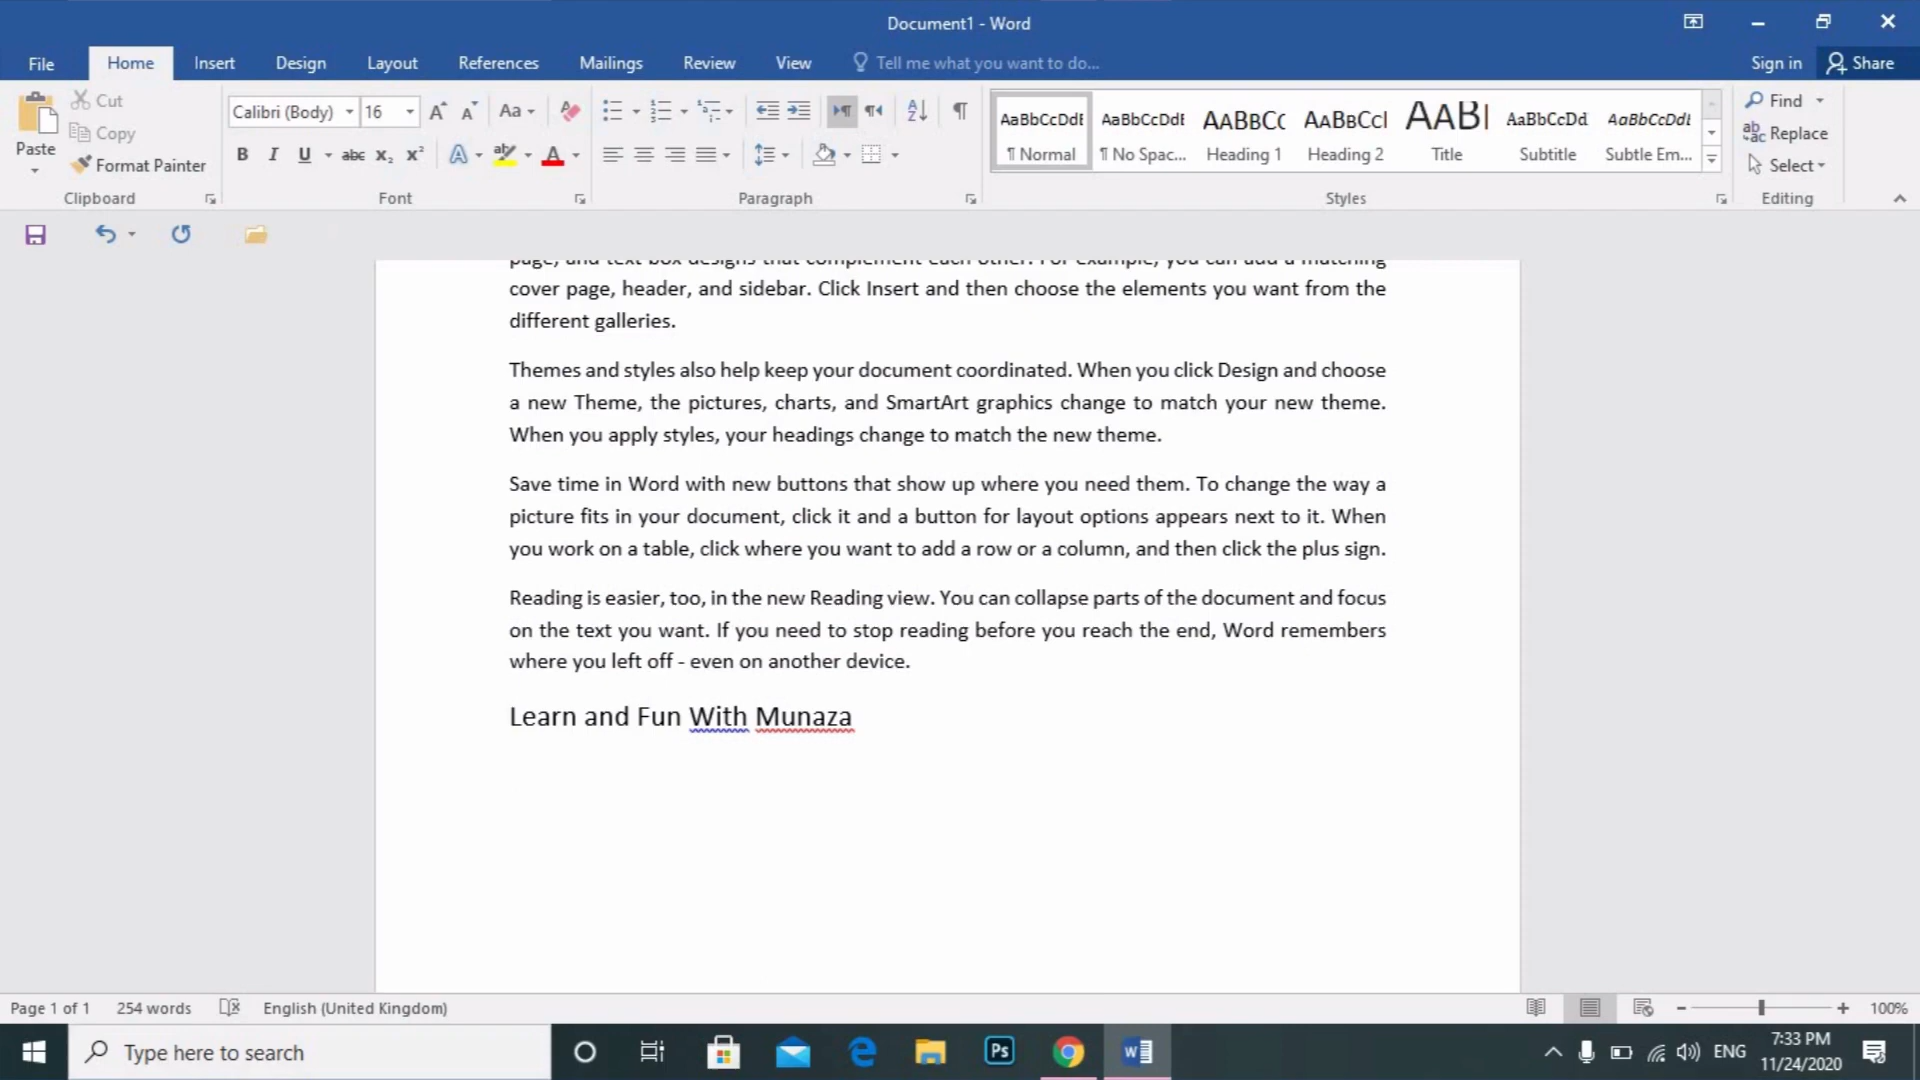 Document1 - Word
File Home Insert Design Layout References Mailings Review View Tell me what you want to do... Sign in Share
Paste Cut Copy Format Painter Clipboard
Calibri (Body) 16 Aa
B I U abc X₂ X² A aby A Font
Paragraph
AaBbCcDdE AaBbCcDdE AABBCC AABBCCI AABI AaBbCcDd AaBbCcDdE
¶ Normal ¶ No Spac... Heading 1 Heading 2 Title Subtitle Subtle Em...
Styles
Find
Replace
Select
Editing
page, and text box designs that complement each other. For example, you can add a matching
cover page, header, and sidebar. Click Insert and then choose the elements you want from the
different galleries.
Themes and styles also help keep your document coordinated. When you click Design and choose
a new Theme, the pictures, charts, and SmartArt graphics change to match your new theme.
When you apply styles, your headings change to match the new theme.
Save time in Word with new buttons that show up where you need them. To change the way a
picture fits in your document, click it and a button for layout options appears next to it. When
you work on a table, click where you want to add a row or a column, and then click the plus sign.
Reading is easier, too, in the new Reading view. You can collapse parts of the document and focus
on the text you want. If you need to stop reading before you reach the end, Word remembers
where you left off - even on another device.
Learn and Fun With Munaza
Page 1 of 1 254 words English (United Kingdom) 100%
Type here to search Ps ENG 7:33 PM
11/24/2020